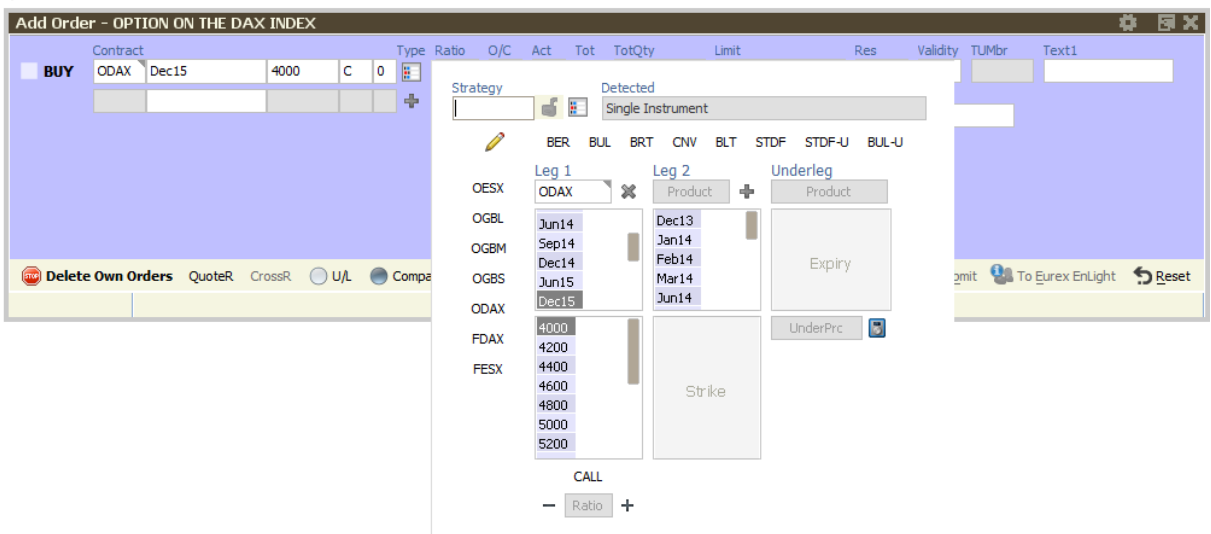 Add Order - OPTION ON THE DAX INDEX
Contract Type Ratio O/C Act Tot TotQty Limit Res Validity TUMbr Text1
BUY ODAX Dec15 4000 C 0
Strategy Detected
Single Instrument
BER BUL BRT CNV BLT STDF STDF-U BUL-U
Leg 1 Leg 2 Underleg
OESX ODAX Product Product
OGBL Jun14 Dec13
OGBM Sep14 Jan14
Dec14 Feb14 Expiry
OGBS Jun15 Mar14
Dec15 Jun14
Delete Own Orders QuoteR CrossR U/L To Eurex EnLight Reset
ODAX
4000 UnderPrc
FDAX 4200
FESX 4400
4600 Strike
4800
5000
5200
CALL
Ratio